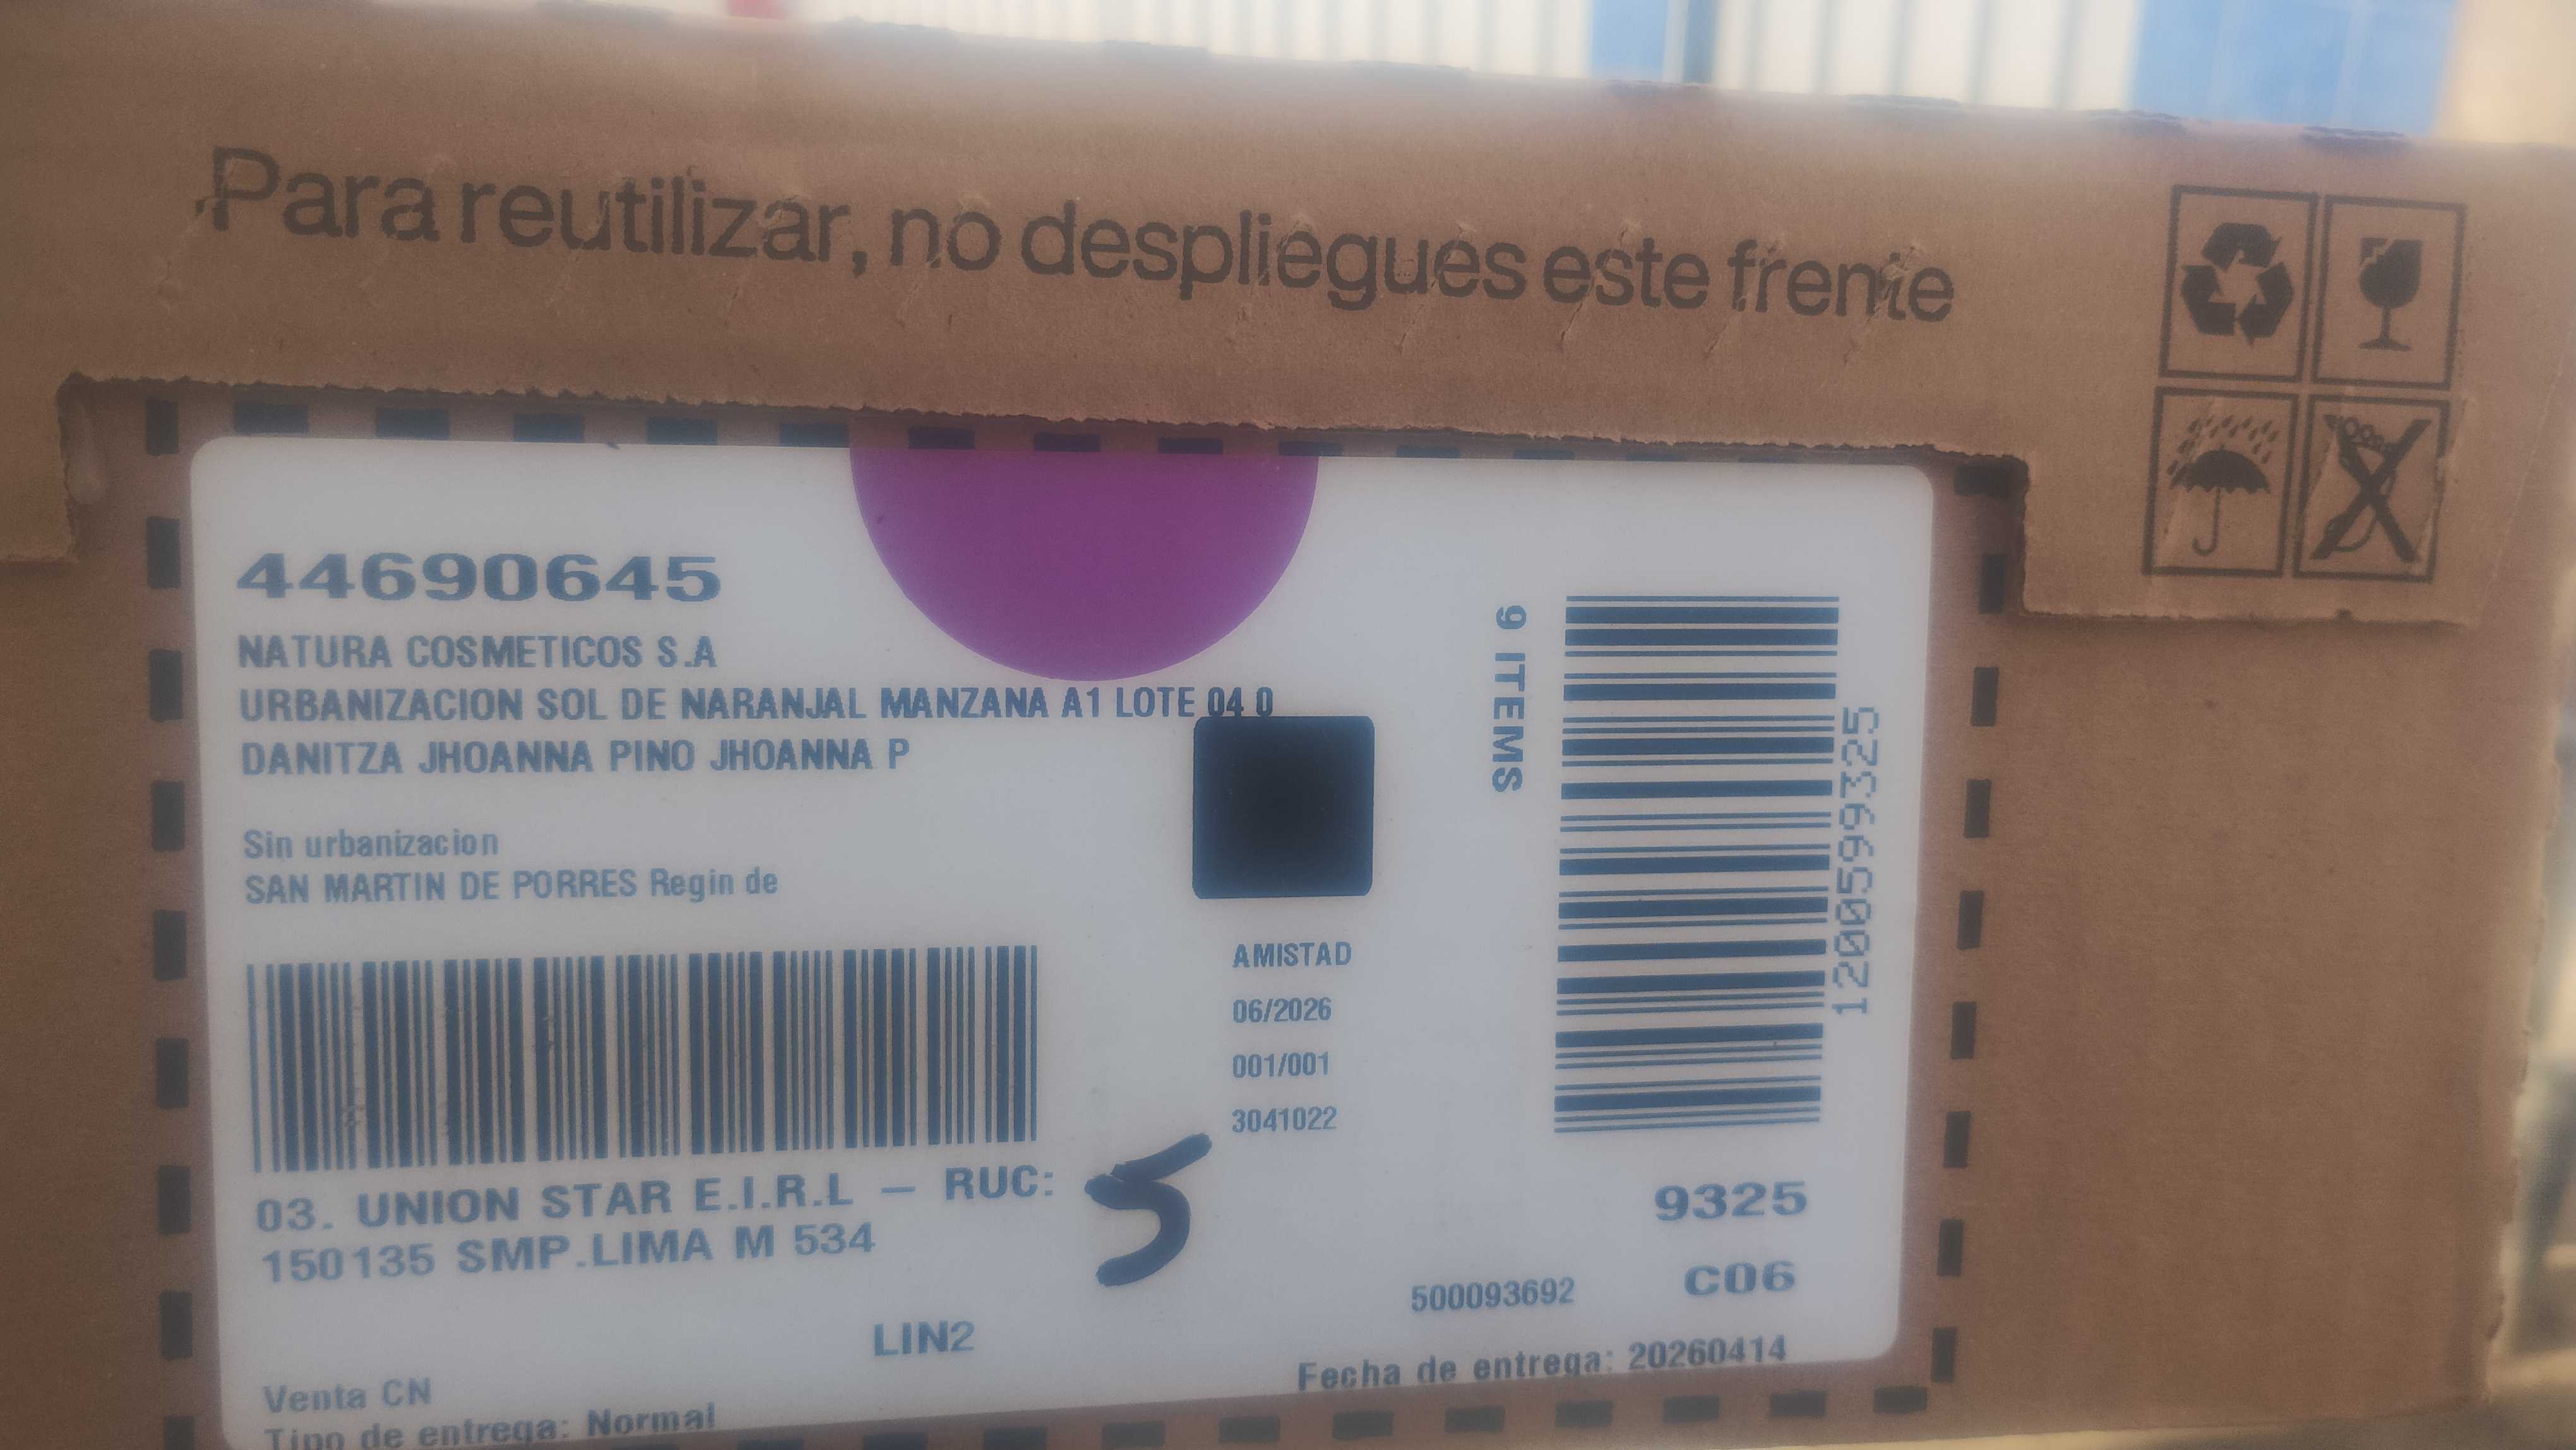 Para reutilizar, no despliegues este frente
44690645
NATURA COSMETICOS S.A
URBANIZACION SOL DE NARANJAL MANZANA A1 LOTE 04 0
DANITZA JHOANNA PINO JHOANNA P
Sin urbanizacion
SAN MARTIN DE PORRES Regin de
9 ITEMS
1200599325
AMISTAD
06/2026
001/001
3041022
03. UNION STAR E.I.R.L – RUC:
150135 SMP.LIMA M 534
5
9325
500093692
C06
LIN2
Fecha de entrega: 20260414
Venta CN
Tipo de entrega: Normal